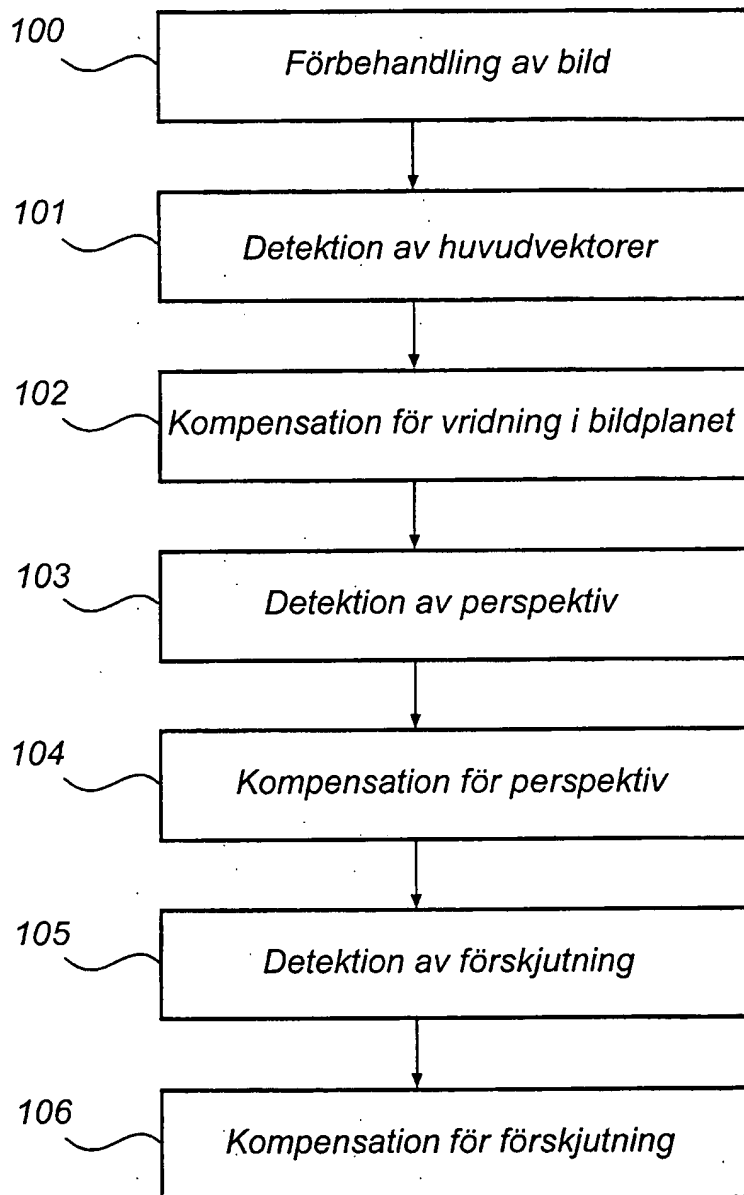 100
Förbehandling av bild
101
Detektion av huvudvektorer
102
Kompensation för vridning i bildplanet
103
Detektion av perspektiv
104
Kompensation för perspektiv
105
Detektion av förskjutning
106
Kompensation för förskjutning